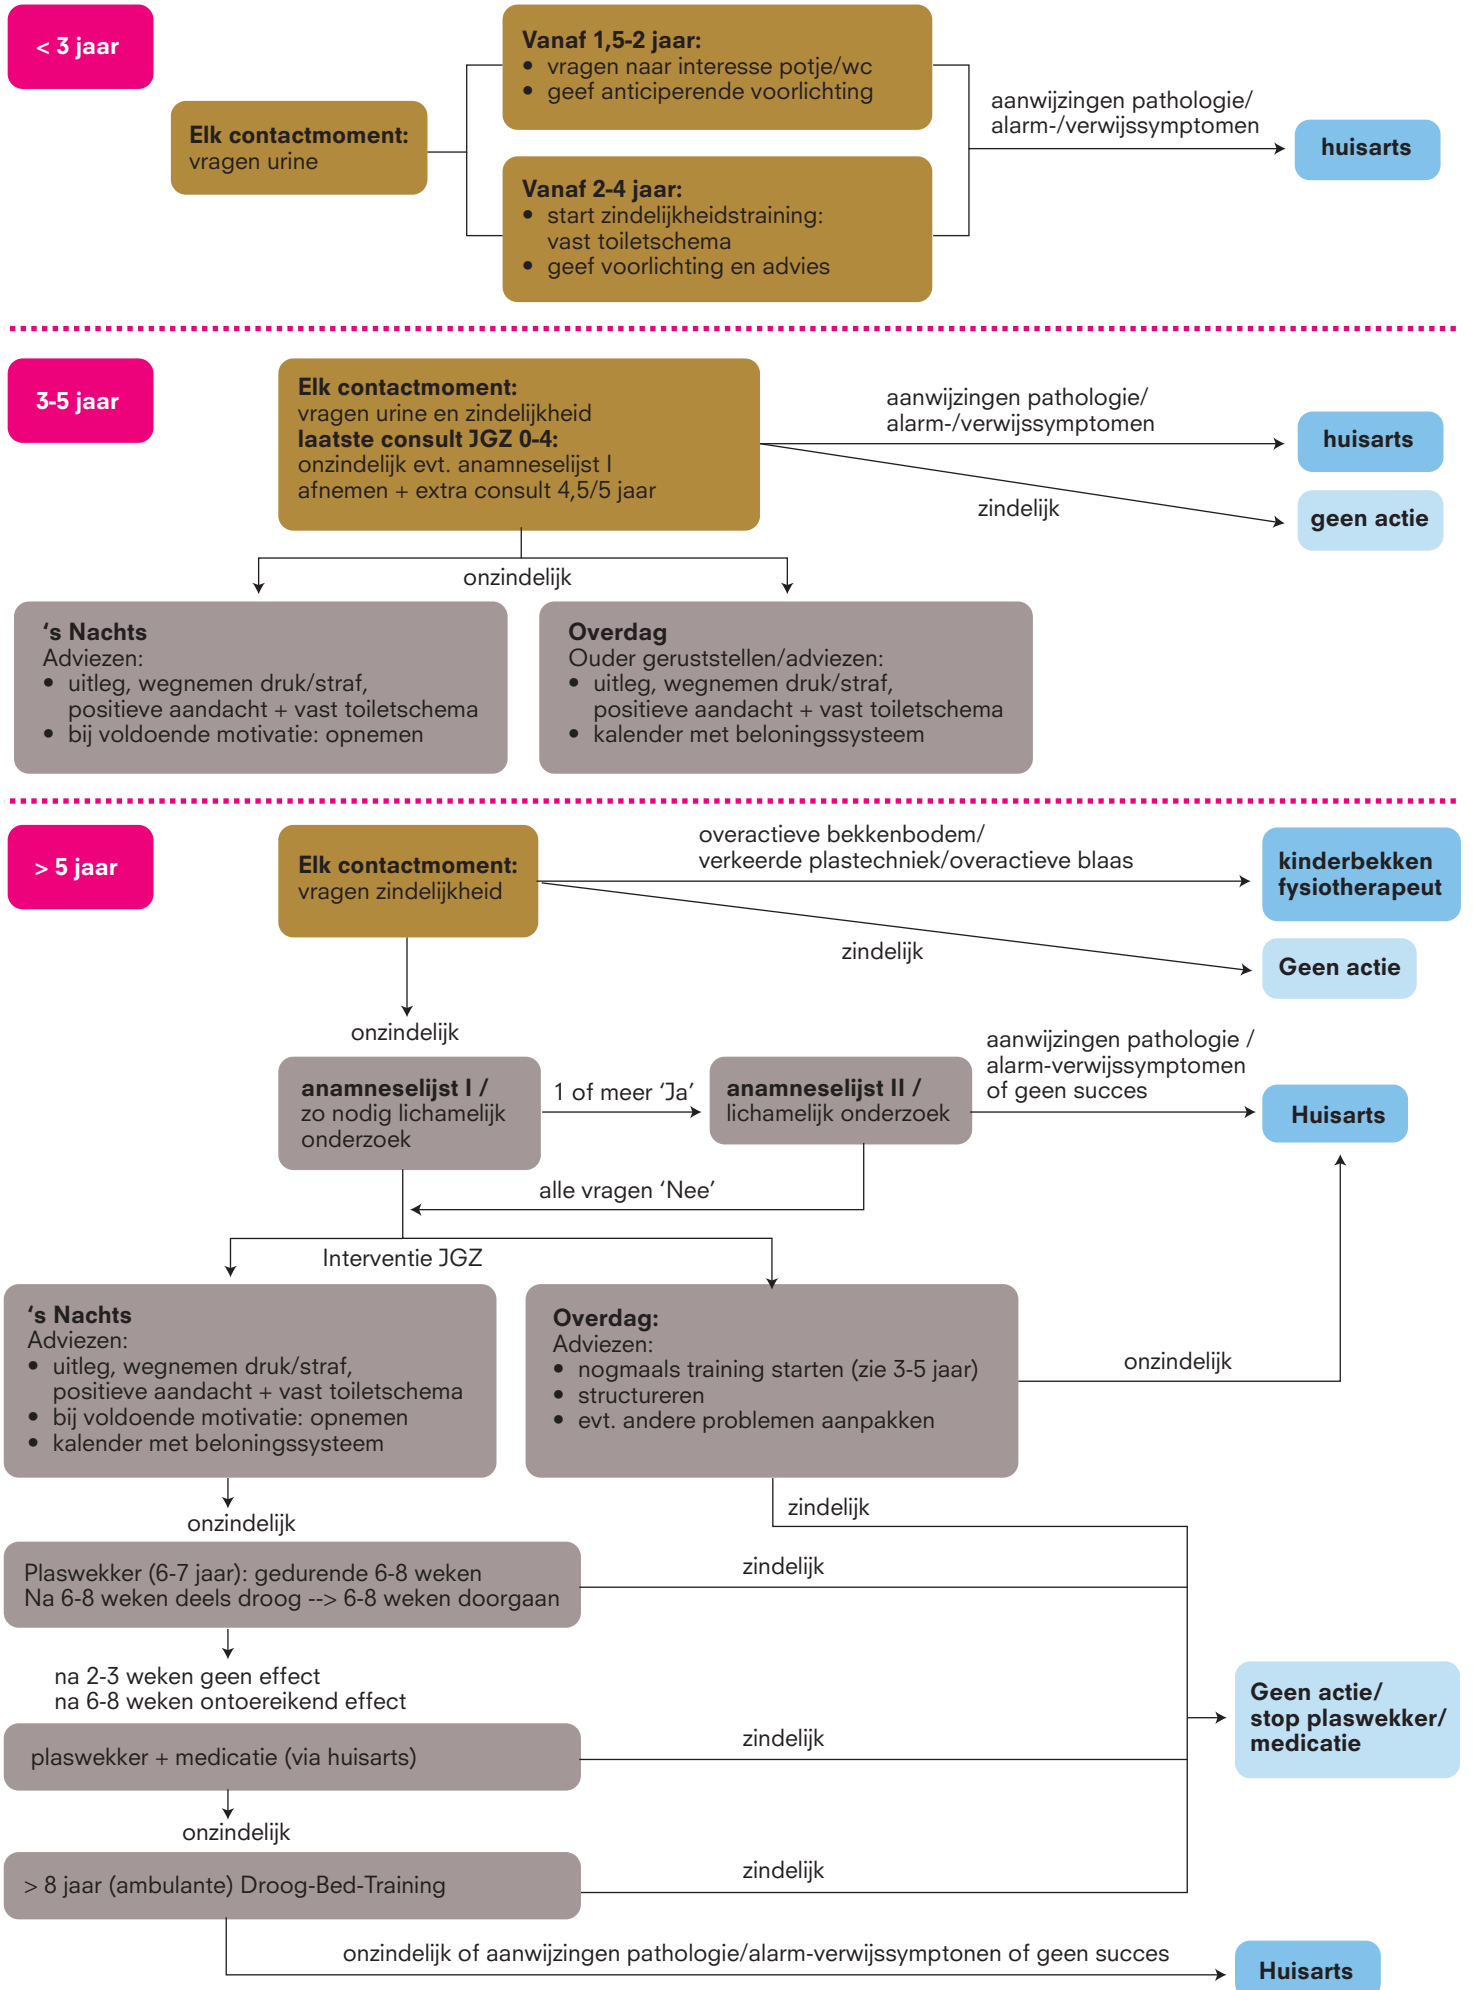 < 3 jaar
Elk contactmoment:
vragen urine
Vanaf 1,5-2 jaar:
• vragen naar interesse potje/wc
• geef anticiperende voorlichting
Vanaf 2-4 jaar:
• start zindelijkheidstraining:
vast toiletschema
• geef voorlichting en advies
aanwijzingen pathologie/
alarm-/verwijssymptomen
huisarts
3-5 jaar
Elk contactmoment:
vragen urine en zindelijkheid
laatste consult JGZ 0-4:
onzindelijk evt. anamneselijst I
afnemen + extra consult 4,5/5 jaar
aanwijzingen pathologie/
alarm-/verwijssymptomen
huisarts
zindelijk
geen actie
onzindelijk
‘s Nachts
Adviezen:
• uitleg, wegnemen druk/straf,
positieve aandacht + vast toiletschema
• bij voldoende motivatie: opnemen
Overdag
Ouder geruststellen/adviezen:
• uitleg, wegnemen druk/straf,
positieve aandacht + vast toiletschema
• kalender met beloningssysteem
> 5 jaar
Elk contactmoment:
vragen zindelijkheid
overactieve bekkenbodem/
verkeerde plastechniek/overactieve blaas
kinderbekken
fysiotherapeut
zindelijk
Geen actie
onzindelijk
anamneselijst I /
zo nodig lichamelijk
onderzoek
1 of meer ‘Ja’
anamneselijst II /
lichamelijk onderzoek
aanwijzingen pathologie /
alarm-verwijssymptomen
of geen succes
Huisarts
alle vragen ‘Nee’
Interventie JGZ
‘s Nachts
Adviezen:
• uitleg, wegnemen druk/straf,
positieve aandacht + vast toiletschema
• bij voldoende motivatie: opnemen
• kalender met beloningssysteem
Overdag:
Adviezen:
• nogmaals training starten (zie 3-5 jaar)
• structureren
• evt. andere problemen aanpakken
onzindelijk
zindelijk
onzindelijk
Plaswekker (6-7 jaar): gedurende 6-8 weken
Na 6-8 weken deels droog --> 6-8 weken doorgaan
zindelijk
na 2-3 weken geen effect
na 6-8 weken ontoereikend effect
plaswekker + medicatie (via huisarts)
zindelijk
Geen actie/
stop plaswekker/
medicatie
onzindelijk
> 8 jaar (ambulante) Droog-Bed-Training
zindelijk
onzindelijk of aanwijzingen pathologie/alarm-verwijssymptonen of geen succes
Huisarts